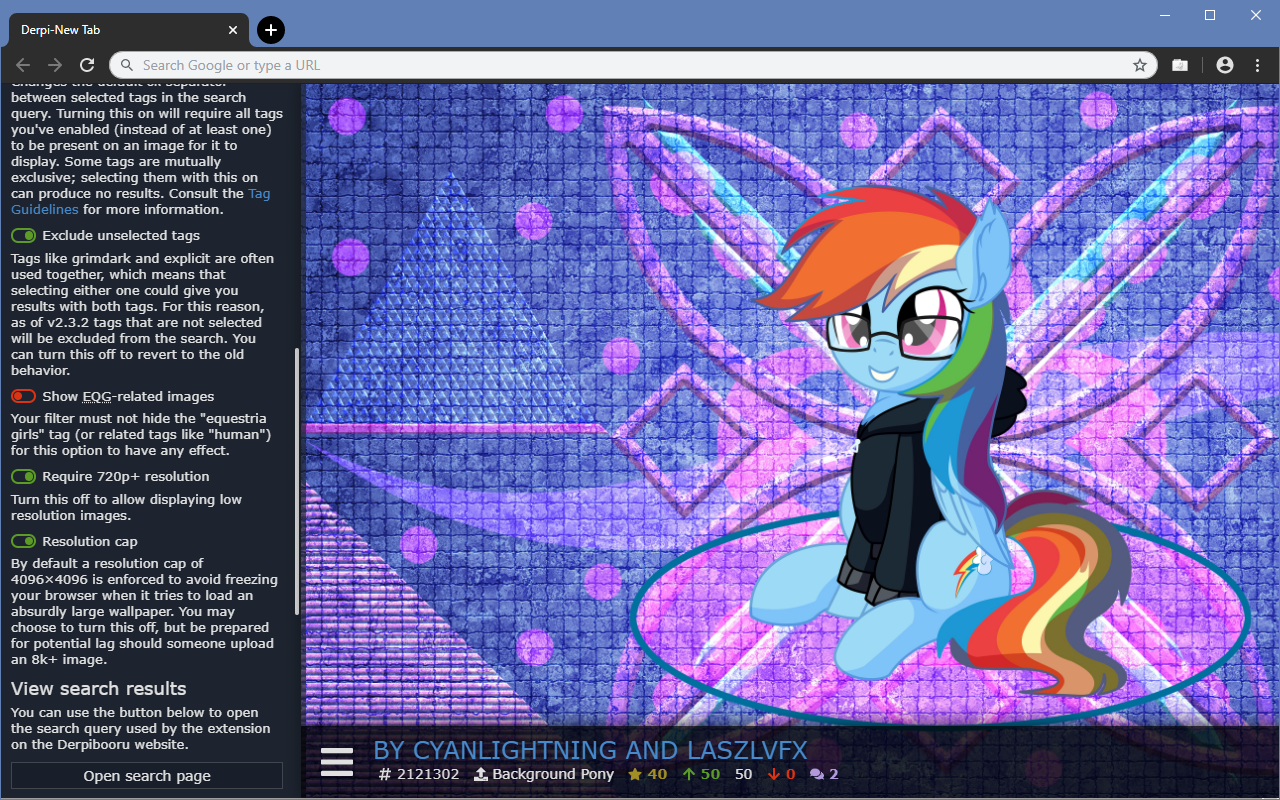 Derpi-New Tab
Search Google or type a URL
Changes the default or separator
between selected tags in the search
query. Turning this on will require all tags
you've enabled (instead of at least one)
to be present on an image for it to
display. Some tags are mutually
exclusive; selecting them with this on
can produce no results. Consult the Tag
Guidelines for more information.
Exclude unselected tags
Tags like grimdark and explicit are often
used together, which means that
selecting either one could give you
results with both tags. For this reason,
as of v2.3.2 tags that are not selected
will be excluded from the search. You
can turn this off to revert to the old
behavior.
Show EQG-related images
Your filter must not hide the "equestria
girls" tag (or related tags like "human")
for this option to have any effect.
Require 720p+ resolution
Turn this off to allow displaying low
resolution images.
Resolution cap
By default a resolution cap of
4096×4096 is enforced to avoid freezing
your browser when it tries to load an
absurdly large wallpaper. You may
choose to turn this off, but be prepared
for potential lag should someone upload
an 8k+ image.
View search results
You can use the button below to open
the search query used by the extension
on the Derpibooru website.
Open search page
BY CYANLIGHTNING AND LASZLVFX
# 2121302 Background Pony 40 50 50 0 2